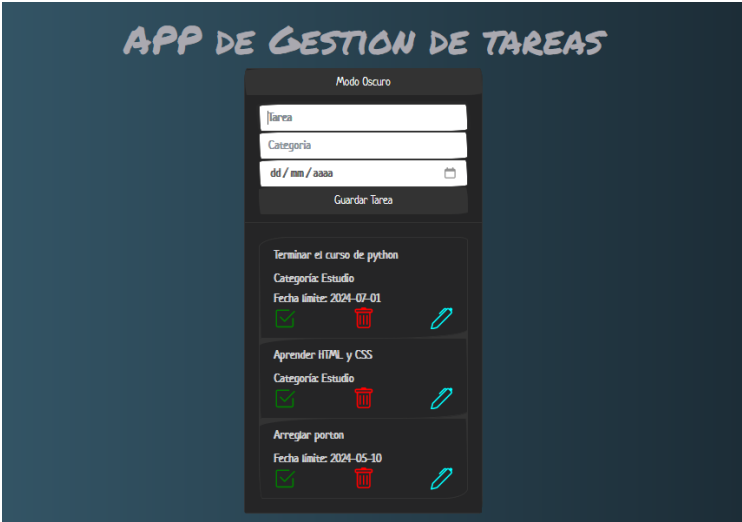 APP de Gestion de tareas
Modo Oscuro
Tarea
Categoria
dd / mm / aaaa
Guardar Tarea
Terminar el curso de python
Categoría: Estudio
Fecha límite: 2024-07-01
Aprender HTML y CSS
Categoría: Estudio
Arreglar porton
Fecha límite: 2024-05-10